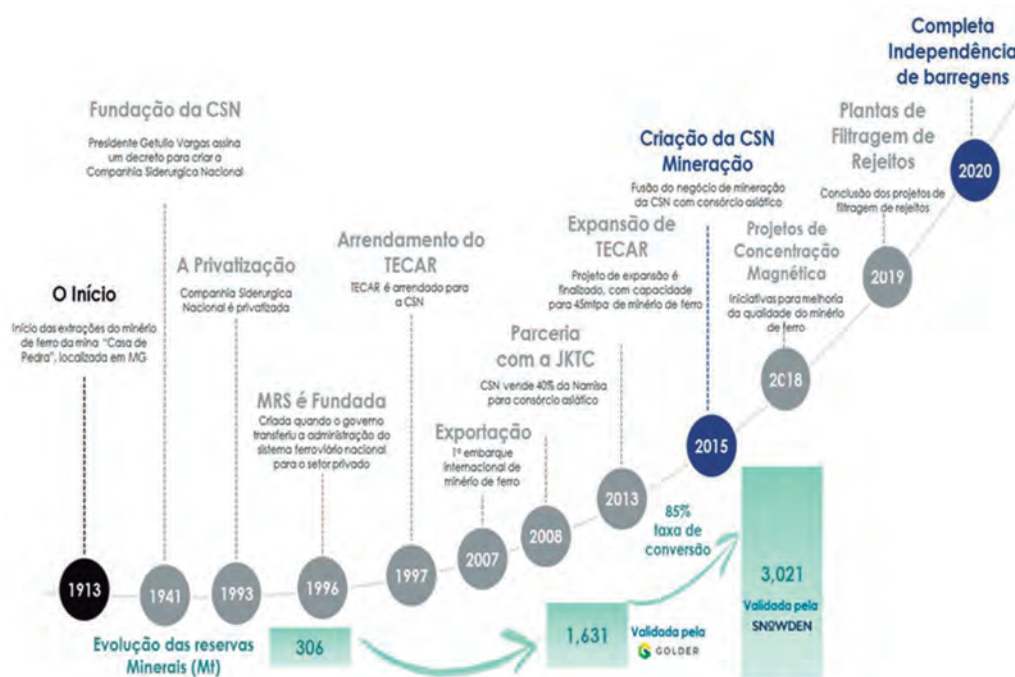 O Início
Início das extrações do minério
de ferro da mina "Casa de
Pedra", localizada em MG
1913
Fundação da CSN
Presidente Getulio Vargas assina
um decreto para criar a
Companhia Siderurgica Nacional
1941
A Privatização
Companhia Siderurgica
Nacional é privatizada
1993
MRS é Fundada
Criada quando o governo
transferiu a administração do
sistema ferroviário nacional
para o setor privado
1996
Arrendamento do
TECAR
TECAR é arrendado para
a CSN
1997
Exportação
1º embarque
internacional de
minério de ferro
2007
Parceria
com a JKTC
CSN vende 40% da Namisa
para consórcio asiático
2008
Expansão de
TECAR
Projeto de expansão é
finalizado, com capacidade
para 45mtpa de minério de ferro
2013
Criação da CSN
Mineração
Fusão do negócio de mineração
da CSN com consórcio asiático
2015
Projetos de
Concentração
Magnética
Iniciativas para melhoria
da qualidade do minério
de ferro
2018
Plantas de
Filtragem de
Rejeitos
Conclusão dos projetos de
filtragem de rejeitos
2019
Completa
Independência
de barregens
2020
Evolução das reservas
Minerais (Mt)
306
1,631
Validada pela
GOLDER
85%
taxa de
conversão
3,021
Validada pela
SNOWDEN